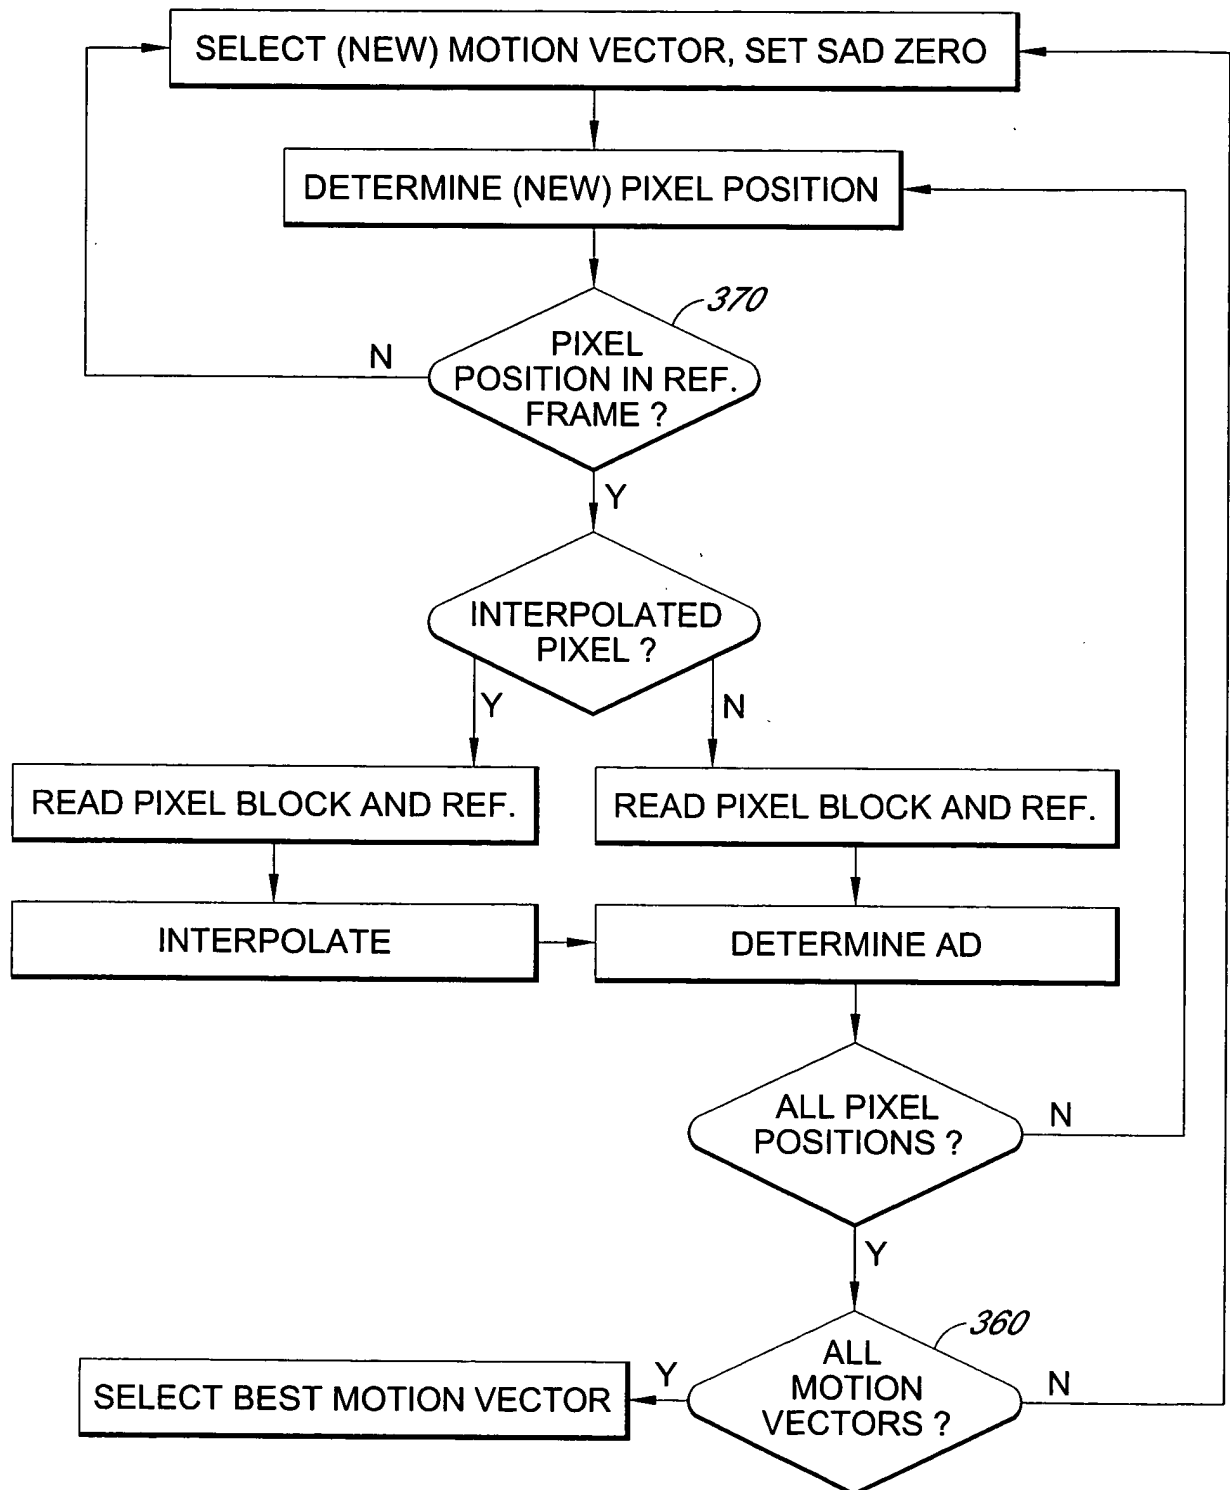 SELECT (NEW) MOTION VECTOR, SET SAD ZERO
DETERMINE (NEW) PIXEL POSITION
370
N
PIXEL
POSITION IN REF.
FRAME ?
Y
INTERPOLATED
PIXEL ?
Y
N
READ PIXEL BLOCK AND REF.
READ PIXEL BLOCK AND REF.
INTERPOLATE
DETERMINE AD
ALL PIXEL
POSITIONS ?
N
Y
360
ALL
MOTION
VECTORS ?
Y
N
SELECT BEST MOTION VECTOR